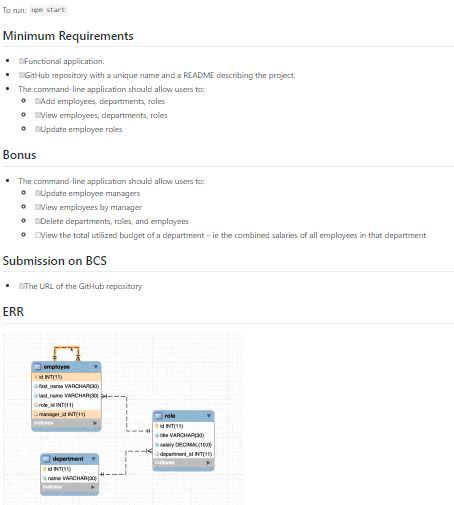 To run: npm start
Minimum Requirements
Functional application.
GitHub repository with a unique name and a README describing the project.
The command-line application should allow users to:
Add employees, departments, roles
View employees, departments, roles
Update employee roles
Bonus
The command-line application should allow users to:
Update employee managers
View employees by manager
Delete departments, roles, and employees
View the total utilized budget of a department – ie the combined salaries of all employees in that department
Submission on BCS
The URL of the GitHub repository
ERR
employee
id INT(11)
first_name VARCHAR(30)
last_name VARCHAR(30)
role_id INT(11)
manager_id INT(11)
Indexes
role
id INT(11)
title VARCHAR(30)
salary DECIMAL(10,0)
department_id INT(11)
Indexes
department
id INT(11)
name VARCHAR(30)
Indexes